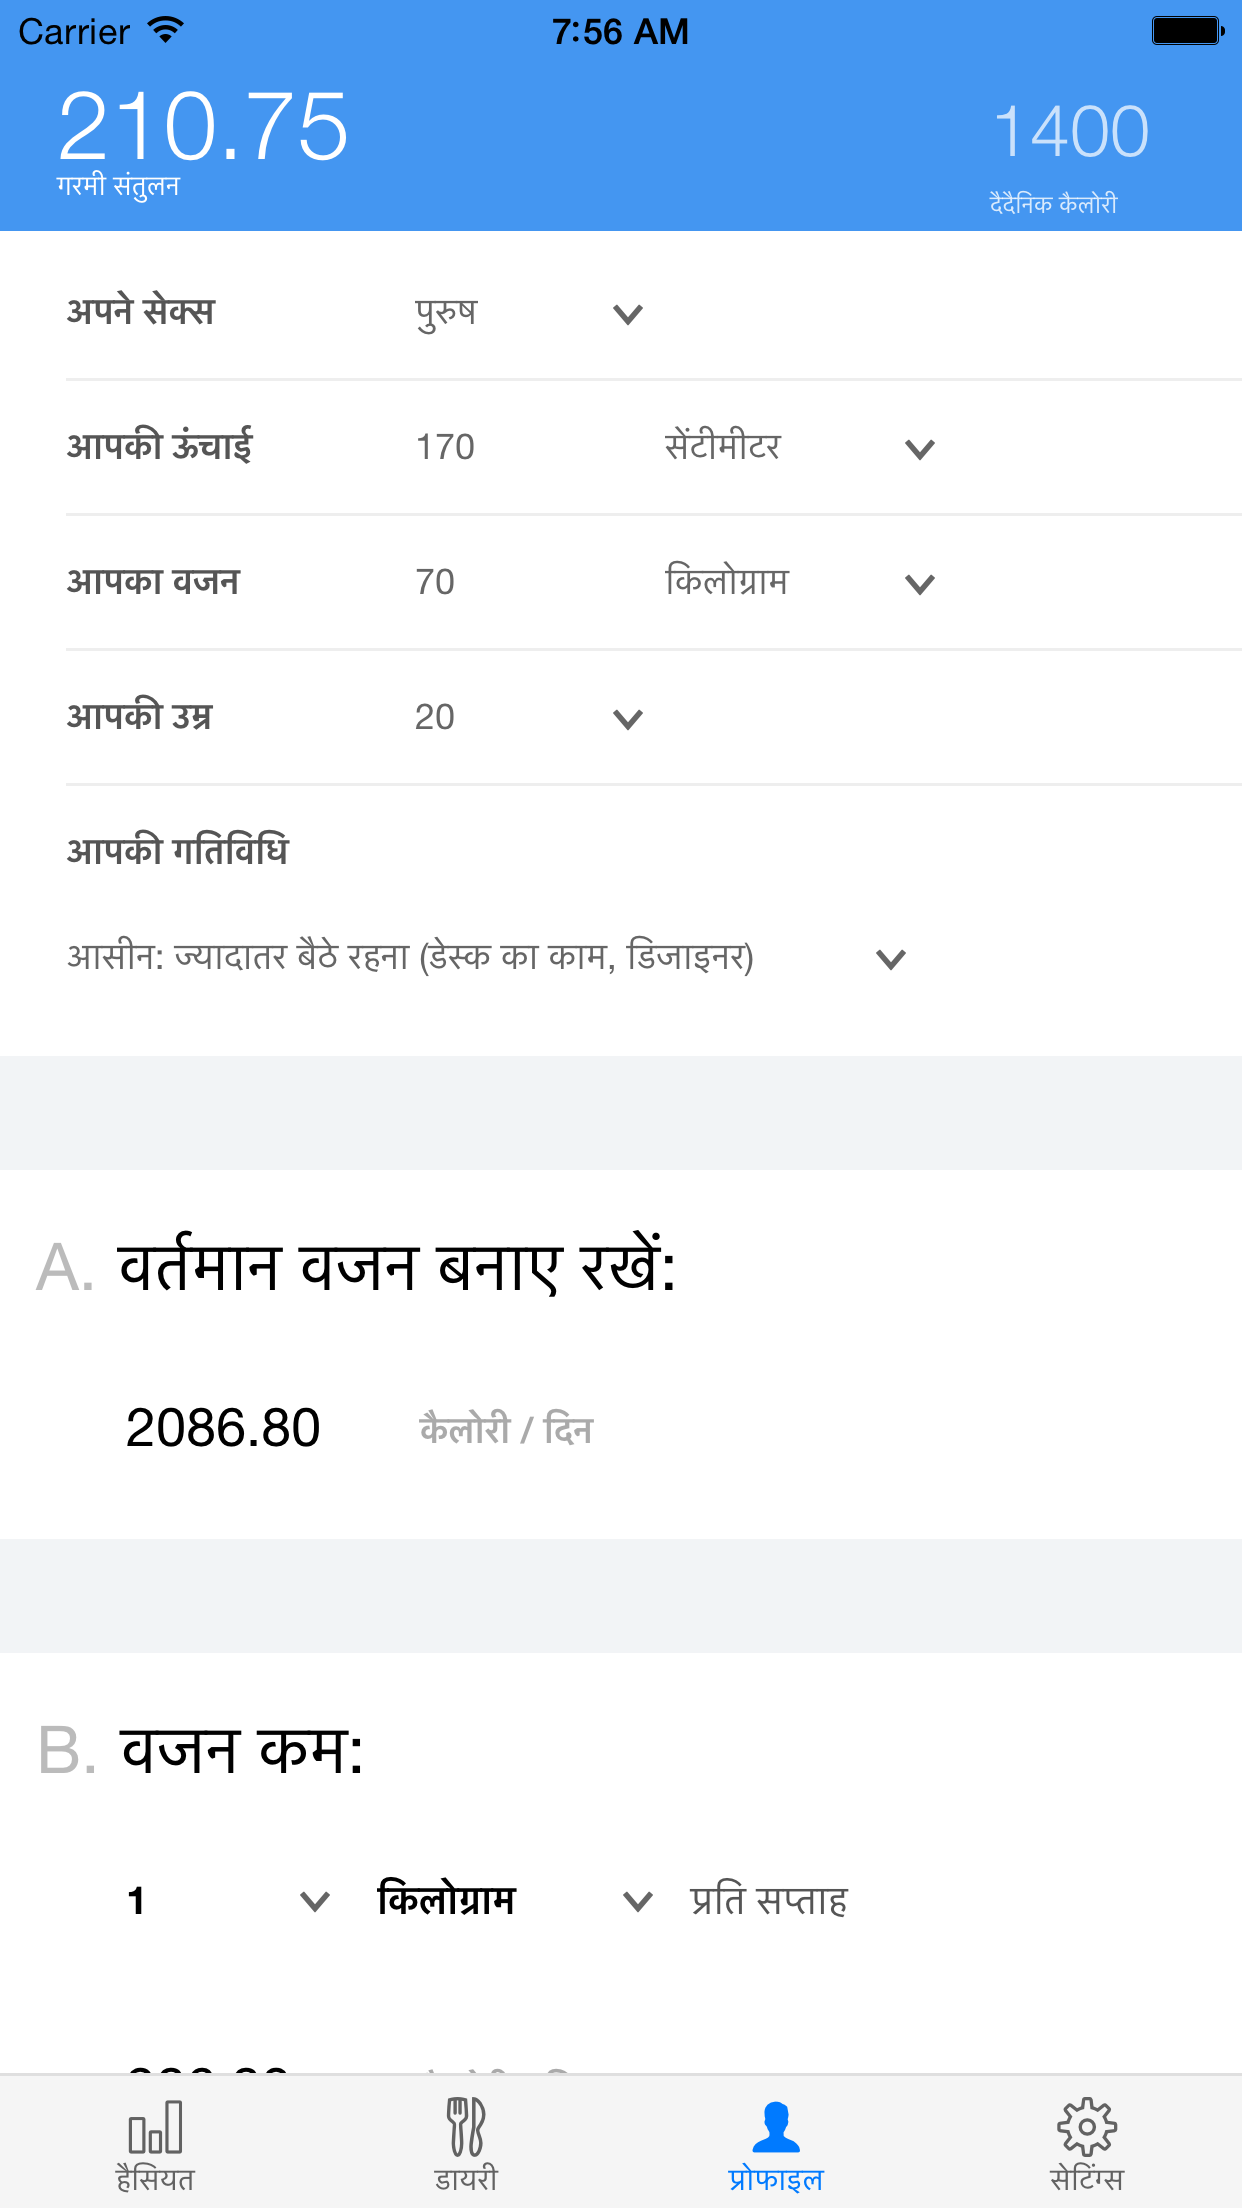 Carrier 7:56 AM
210.75 1400
गरमी संतुलन दैदैनिक कैलोरी
अपने सेक्स पुरुष
आपकी ऊंचाई 170 सेंटीमीटर
आपका वजन 70 किलोग्राम
आपकी उम्र 20
आपकी गतिविधि
आसीन: ज्यादातर बैठे रहना (डेस्क का काम, डिजाइनर)
A. वर्तमान वजन बनाए रखें:
2086.80 कैलोरी / दिन
B. वजन कम:
1 किलोग्राम प्रति सप्ताह
हैसियत डायरी प्रोफाइल सेटिंग्स